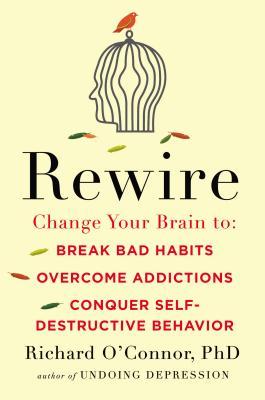 Rewire
Change Your Brain to:
BREAK BAD HABITS
OVERCOME ADDICTIONS
CONQUER SELF-
DESTRUCTIVE BEHAVIOR
Richard O'Connor, PhD
author of UNDOING DEPRESSION